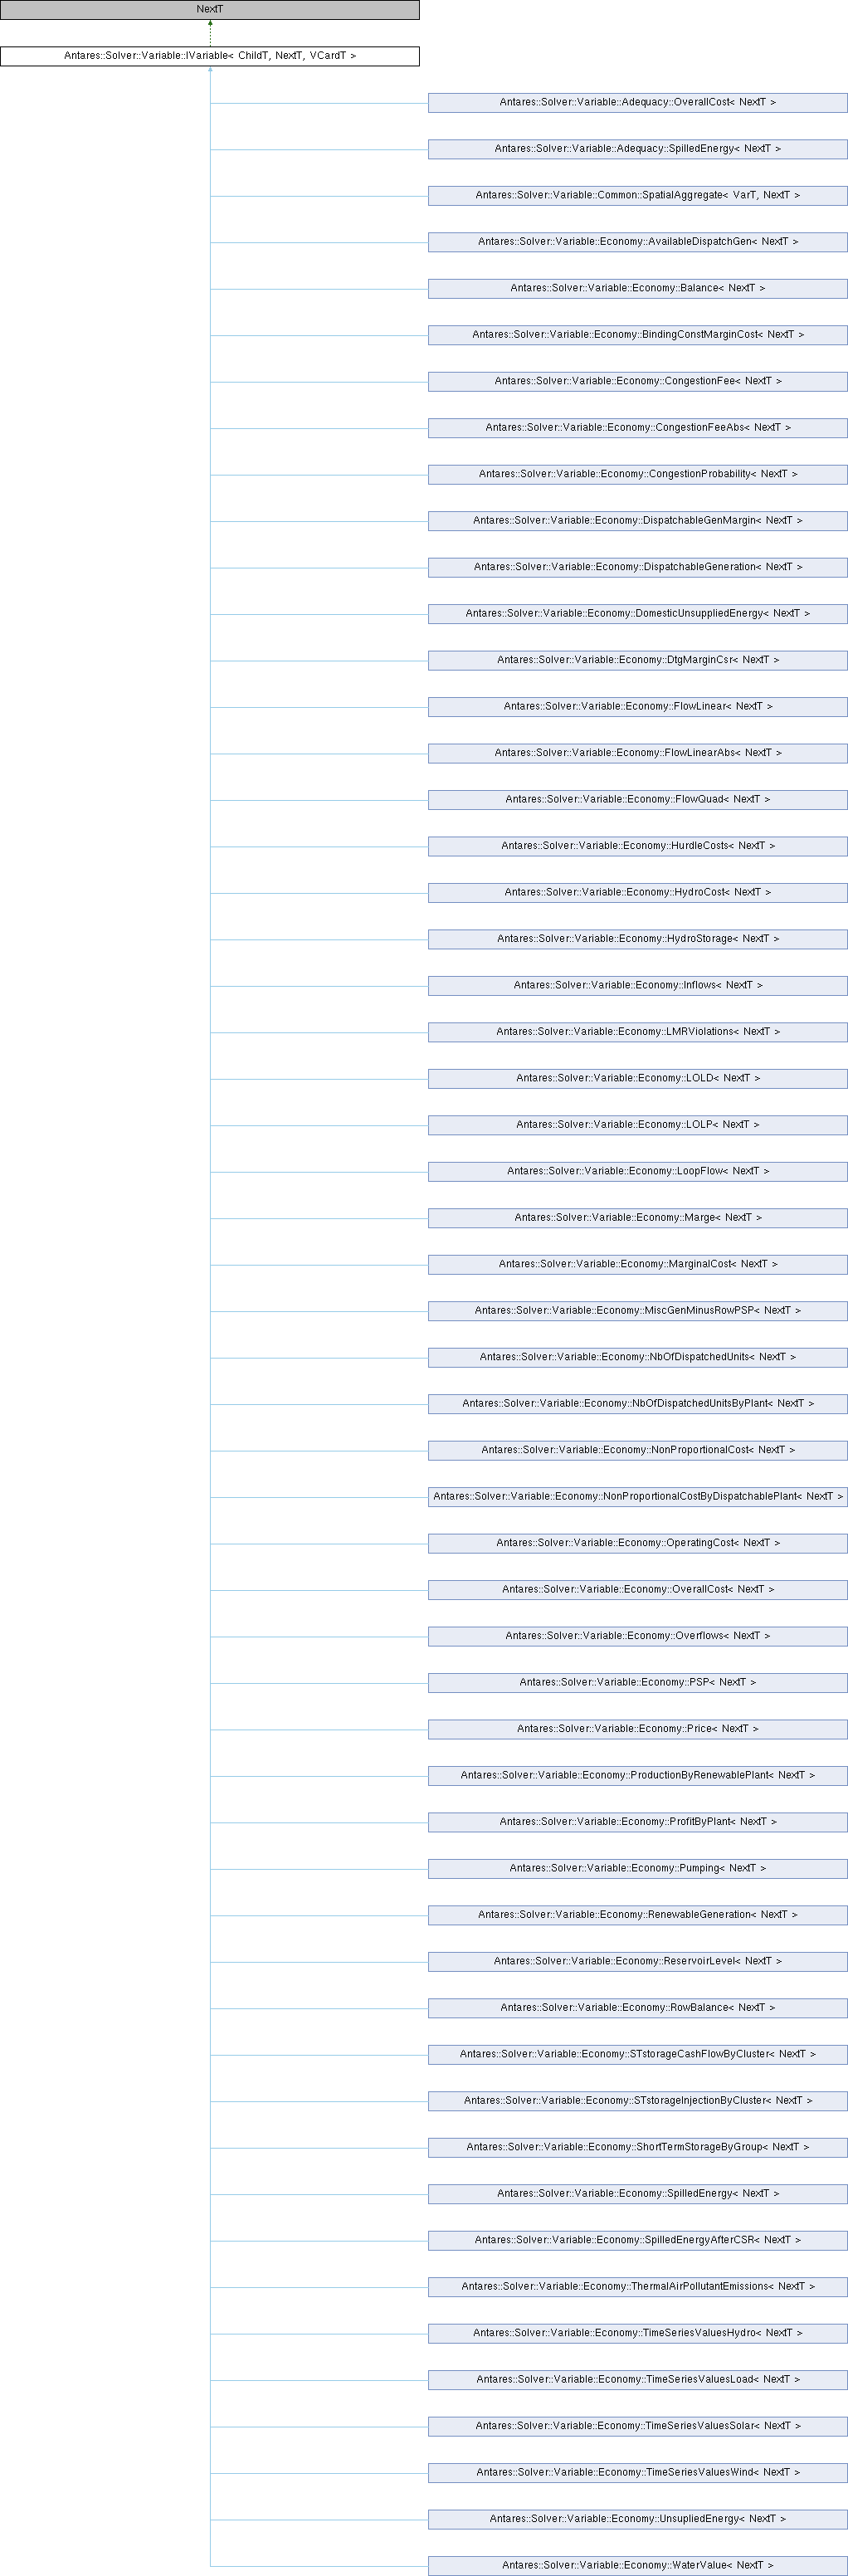 NextT
Antares::Solver::Variable::IVariable< ChildT, NextT, VCardT >
Antares::Solver::Variable::Adequacy::OverallCost< NextT >
Antares::Solver::Variable::Adequacy::SpilledEnergy< NextT >
Antares::Solver::Variable::Common::SpatialAggregate< VarT, NextT >
Antares::Solver::Variable::Economy::AvailableDispatchGen< NextT >
Antares::Solver::Variable::Economy::Balance< NextT >
Antares::Solver::Variable::Economy::BindingConstMarginCost< NextT >
Antares::Solver::Variable::Economy::CongestionFee< NextT >
Antares::Solver::Variable::Economy::CongestionFeeAbs< NextT >
Antares::Solver::Variable::Economy::CongestionProbability< NextT >
Antares::Solver::Variable::Economy::DispatchableGenMargin< NextT >
Antares::Solver::Variable::Economy::DispatchableGeneration< NextT >
Antares::Solver::Variable::Economy::DomesticUnsuppliedEnergy< NextT >
Antares::Solver::Variable::Economy::DtgMarginCsr< NextT >
Antares::Solver::Variable::Economy::FlowLinear< NextT >
Antares::Solver::Variable::Economy::FlowLinearAbs< NextT >
Antares::Solver::Variable::Economy::FlowQuad< NextT >
Antares::Solver::Variable::Economy::HurdleCosts< NextT >
Antares::Solver::Variable::Economy::HydroCost< NextT >
Antares::Solver::Variable::Economy::HydroStorage< NextT >
Antares::Solver::Variable::Economy::Inflows< NextT >
Antares::Solver::Variable::Economy::LMRViolations< NextT >
Antares::Solver::Variable::Economy::LOLD< NextT >
Antares::Solver::Variable::Economy::LOLP< NextT >
Antares::Solver::Variable::Economy::LoopFlow< NextT >
Antares::Solver::Variable::Economy::Marge< NextT >
Antares::Solver::Variable::Economy::MarginalCost< NextT >
Antares::Solver::Variable::Economy::MiscGenMinusRowPSP< NextT >
Antares::Solver::Variable::Economy::NbOfDispatchedUnits< NextT >
Antares::Solver::Variable::Economy::NbOfDispatchedUnitsByPlant< NextT >
Antares::Solver::Variable::Economy::NonProportionalCost< NextT >
Antares::Solver::Variable::Economy::NonProportionalCostByDispatchablePlant< NextT >
Antares::Solver::Variable::Economy::OperatingCost< NextT >
Antares::Solver::Variable::Economy::OverallCost< NextT >
Antares::Solver::Variable::Economy::Overflows< NextT >
Antares::Solver::Variable::Economy::PSP< NextT >
Antares::Solver::Variable::Economy::Price< NextT >
Antares::Solver::Variable::Economy::ProductionByRenewablePlant< NextT >
Antares::Solver::Variable::Economy::ProfitByPlant< NextT >
Antares::Solver::Variable::Economy::Pumping< NextT >
Antares::Solver::Variable::Economy::RenewableGeneration< NextT >
Antares::Solver::Variable::Economy::ReservoirLevel< NextT >
Antares::Solver::Variable::Economy::RowBalance< NextT >
Antares::Solver::Variable::Economy::STstorageCashFlowByCluster< NextT >
Antares::Solver::Variable::Economy::STstorageInjectionByCluster< NextT >
Antares::Solver::Variable::Economy::ShortTermStorageByGroup< NextT >
Antares::Solver::Variable::Economy::SpilledEnergy< NextT >
Antares::Solver::Variable::Economy::SpilledEnergyAfterCSR< NextT >
Antares::Solver::Variable::Economy::ThermalAirPollutantEmissions< NextT >
Antares::Solver::Variable::Economy::TimeSeriesValuesHydro< NextT >
Antares::Solver::Variable::Economy::TimeSeriesValuesLoad< NextT >
Antares::Solver::Variable::Economy::TimeSeriesValuesSolar< NextT >
Antares::Solver::Variable::Economy::TimeSeriesValuesWind< NextT >
Antares::Solver::Variable::Economy::UnsupliedEnergy< NextT >
Antares::Solver::Variable::Economy::WaterValue< NextT >